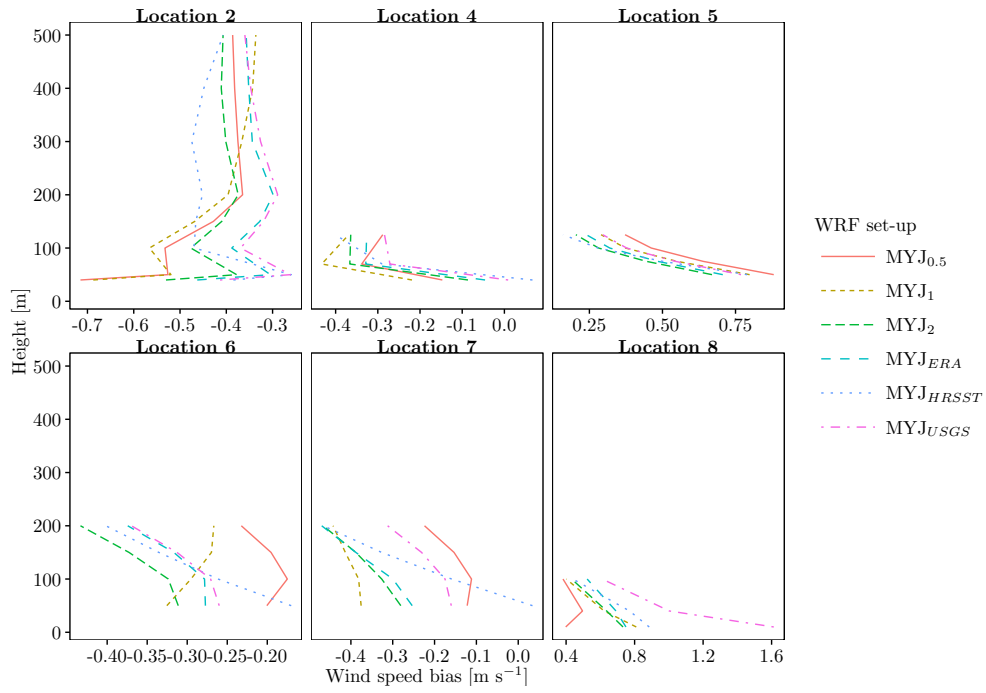 Location 2 Location 4 Location 5
500
400
300
200
100
0
-0.7 -0.6 -0.5 -0.4 -0.3 -0.4 -0.3 -0.2 -0.1 0.0 0.25 0.50 0.75
Height [m]
Location 6 Location 7 Location 8
500
400
300
200
100
0
-0.40 -0.35 -0.30 -0.25 -0.20 -0.4 -0.3 -0.2 -0.1 0.0 0.4 0.8 1.2 1.6
Wind speed bias [m s⁻¹]
WRF set-up
MYJ₀.₅
MYJ₁
MYJ₂
MYJ_ERA
MYJ_HRSST
MYJ_USGS